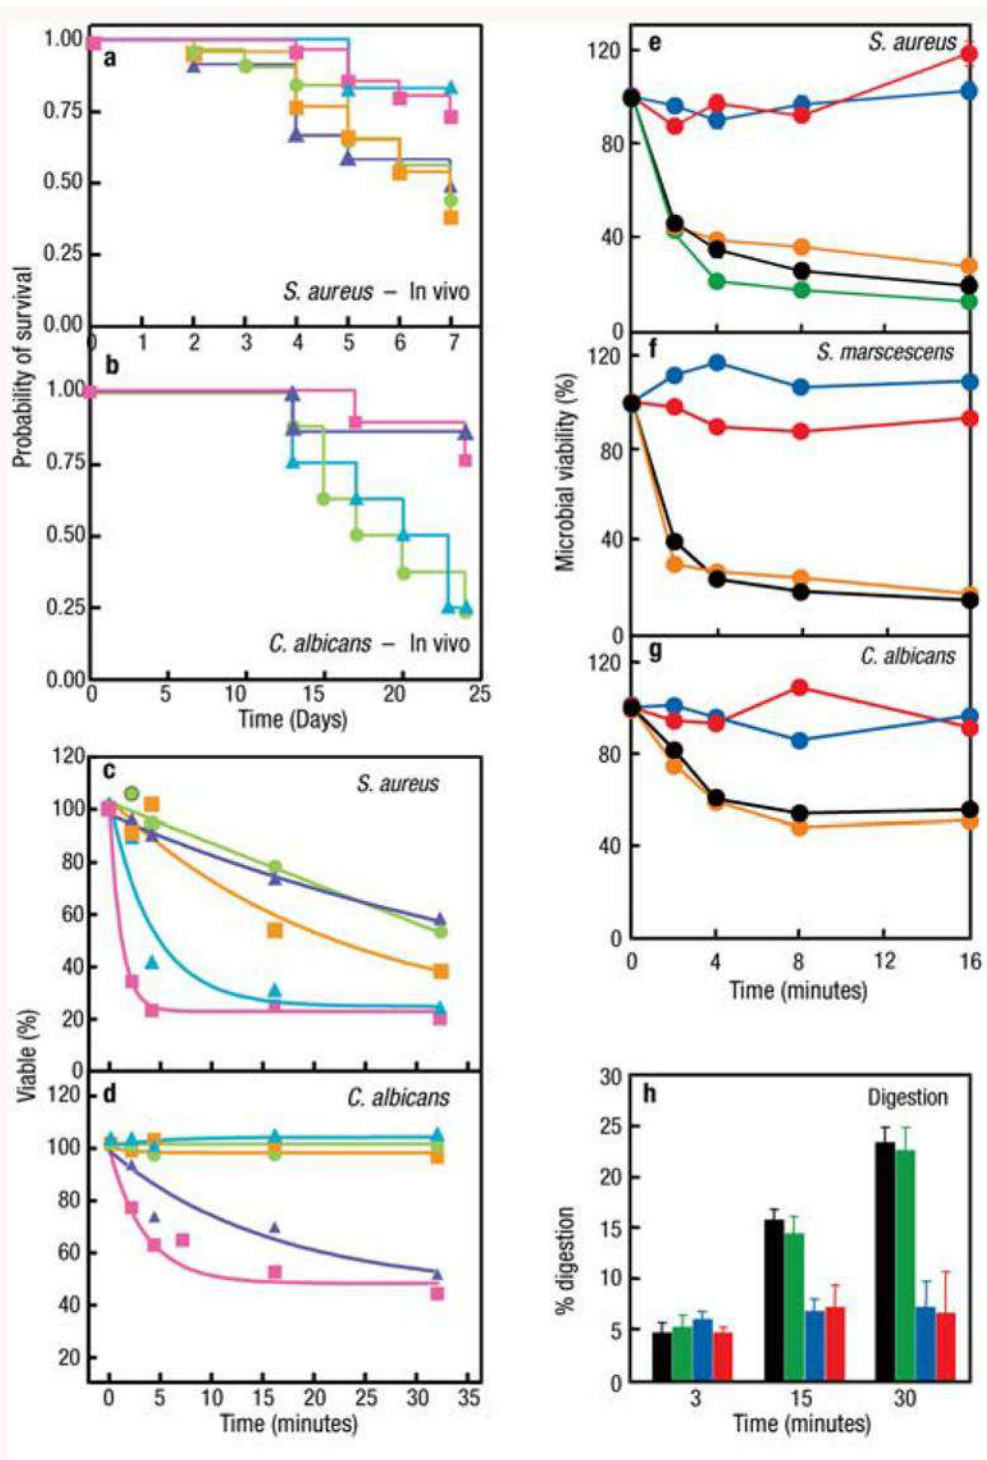 a
1.00
0.75
0.50
0.25
0.00
S. aureus – In vivo
0 1 2 3 4 5 6 7
Probability of survival
b
1.00
0.75
0.50
0.25
0.00
C. albicans – In vivo
0 5 10 15 20 25
Time (Days)
c
S. aureus
120
100
80
60
40
20
0
Viable (%)
d
C. albicans
120
100
80
60
40
20
0 5 10 15 20 25 30 35
Time (minutes)
e
S. aureus
120
80
40
0
f
S. marscescens
120
80
40
0
Microbial viability (%)
g
C. albicans
120
80
40
0
0 4 8 12 16
Time (minutes)
h
Digestion
30
25
20
15
10
5
0
% digestion
3 15 30
Time (minutes)